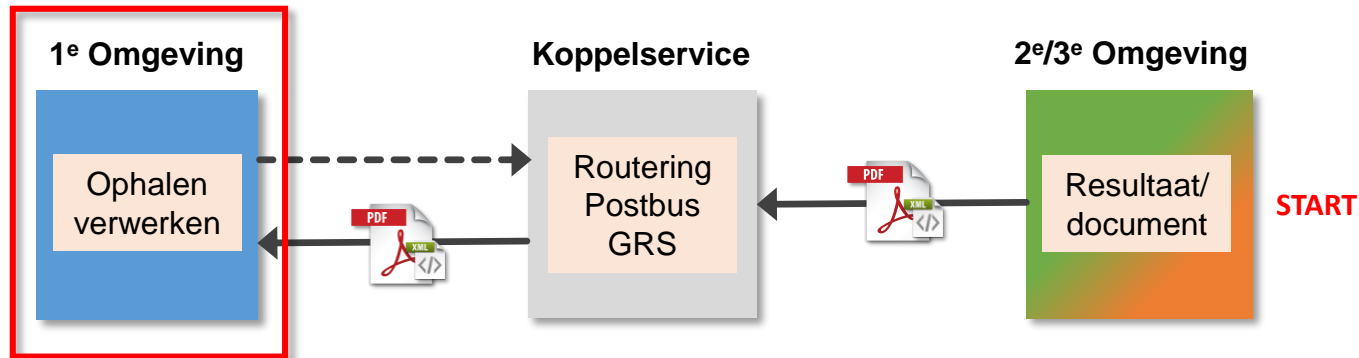 1e Omgeving
Koppelservice
2e/3e Omgeving
Ophalen
verwerken
PDF
XML
</>
Routering
Postbus
GRS
PDF
XML
</>
Resultaat/
document
START